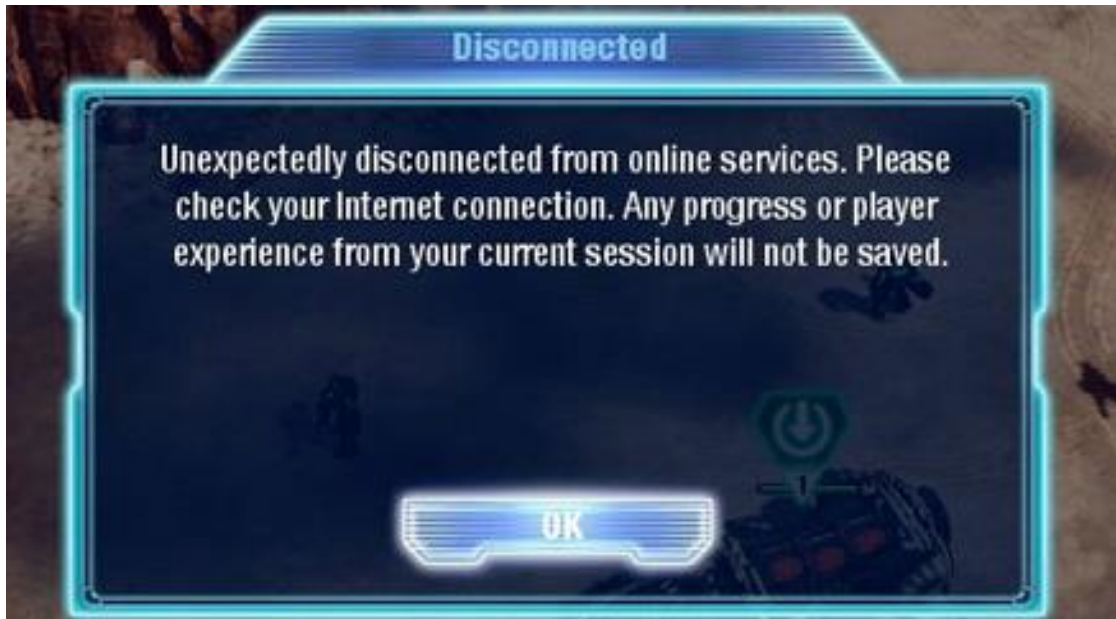 Disconnected
Unexpectedly disconnected from online services. Please
check your Internet connection. Any progress or player
experience from your current session will not be saved.
1
OK